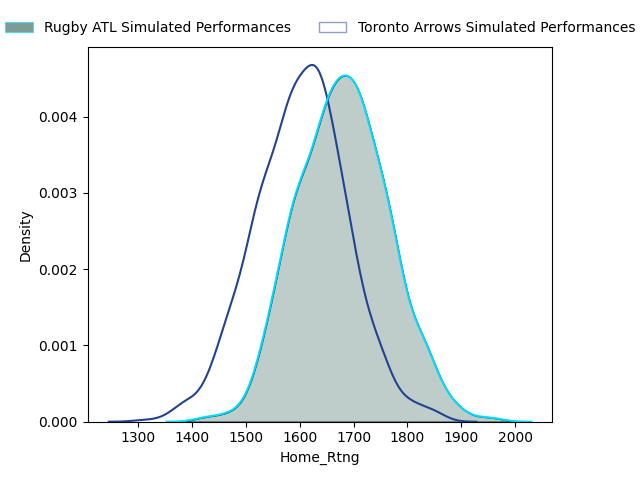 Rugby ATL Simulated Performances Toronto Arrows Simulated Performances
0.004
0.003
0.002
0.001
0.000
Density
1300 1400 1500 1600 1700 1800 1900 2000
Home_Rtng